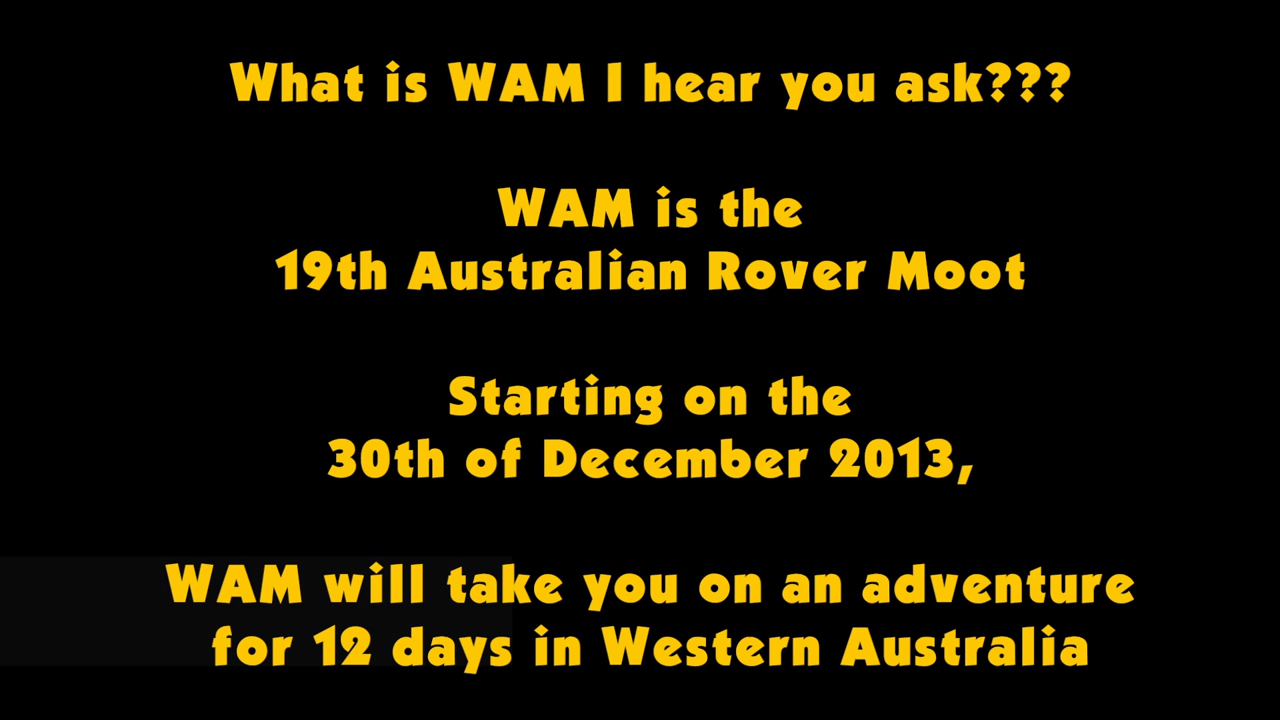 What is WAM I hear you ask???
WAM is the
19th Australian Rover Moot
Starting on the
30th of December 2013,
WAM will take you on an adventure
for 12 days in Western Australia